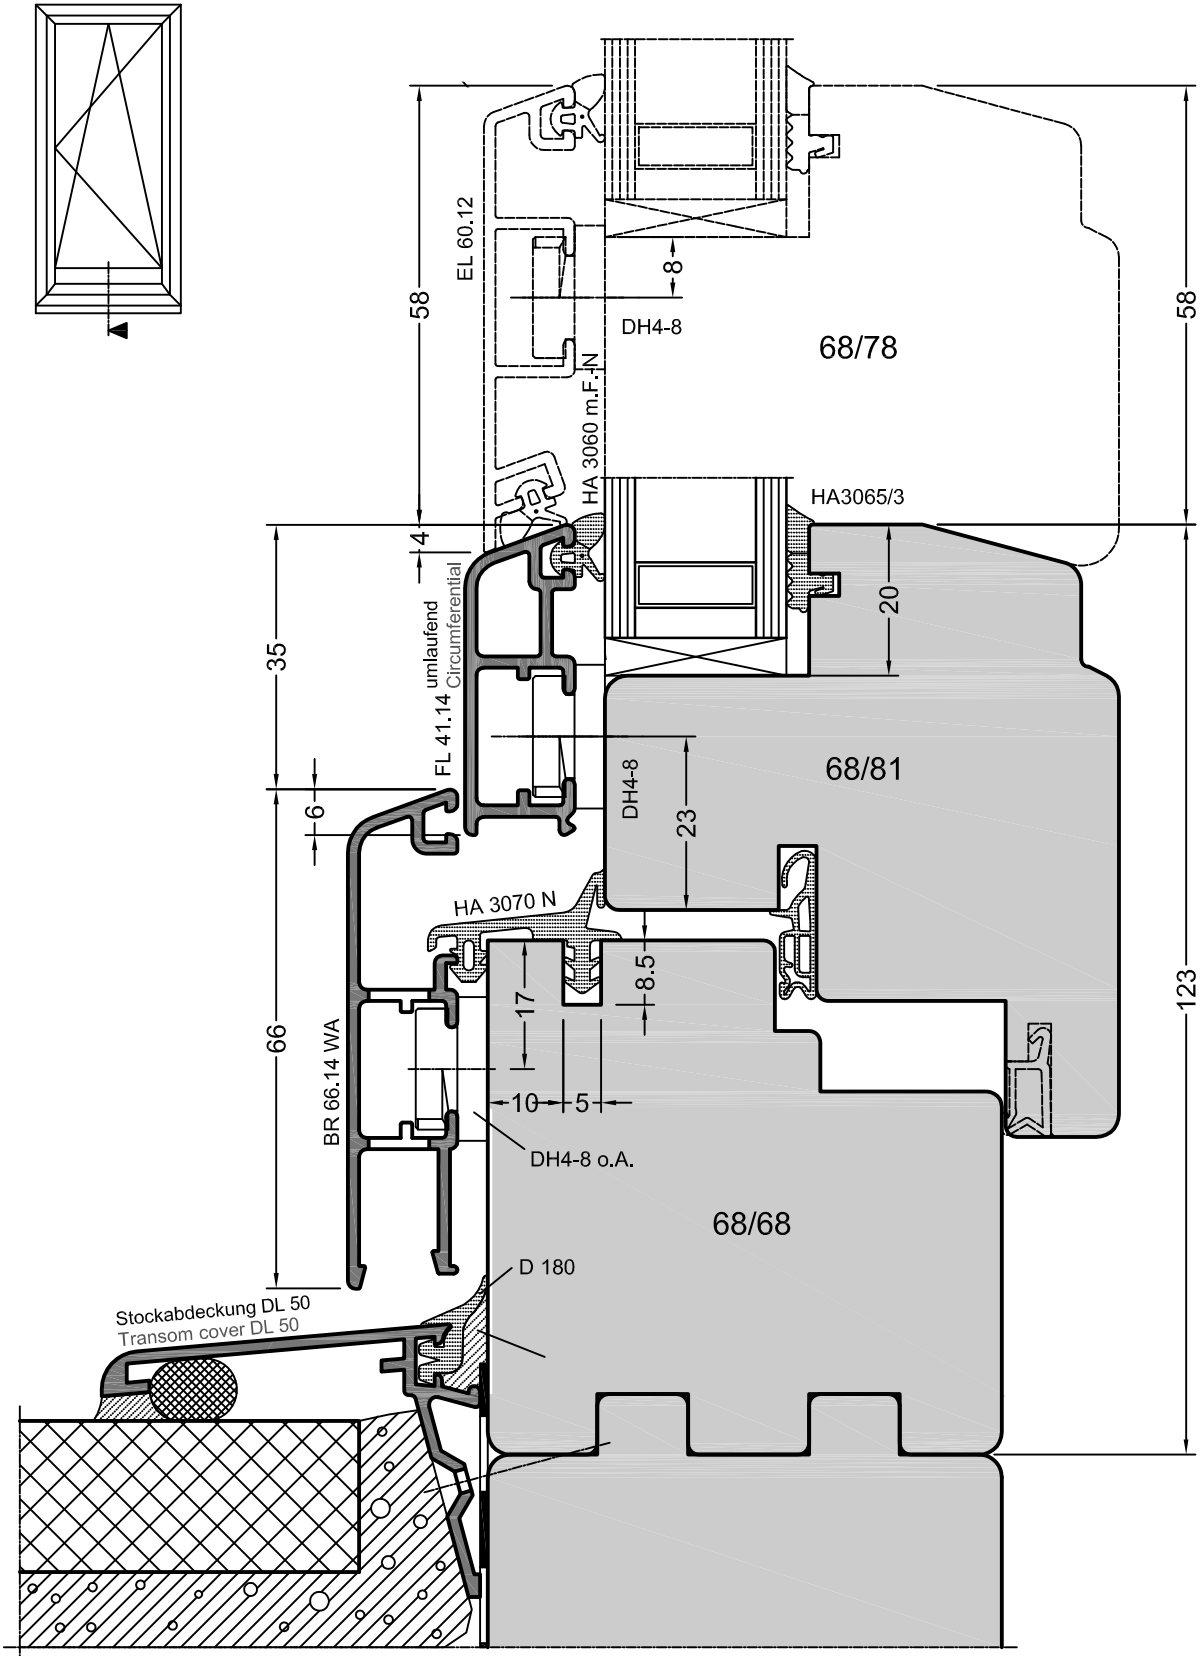 EL 60.12
58
8
DH4-8
68/78
58
HA 3060 m.F.-N
HA3065/3
4
35
FL 41.14 umlaufend
Circumferential
20
68/81
6
DH4-8
23
HA 3070 N
8.5
17
123
66
BR 66.14 WA
10
5
DH4-8 o.A.
68/68
D 180
Stockabdeckung DL 50
Transom cover DL 50